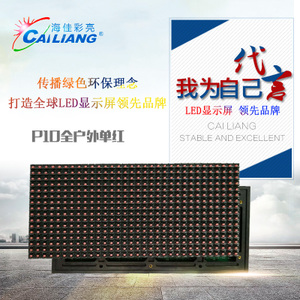 海佳彩亮
CAILIANG
传播绿色环保理念
打造全球LED显示屏领先品牌
P10全户外单红
代言
我为自己
LED显示屏 领先品牌
CAI LIANG
STABLE AND EXCELLENT